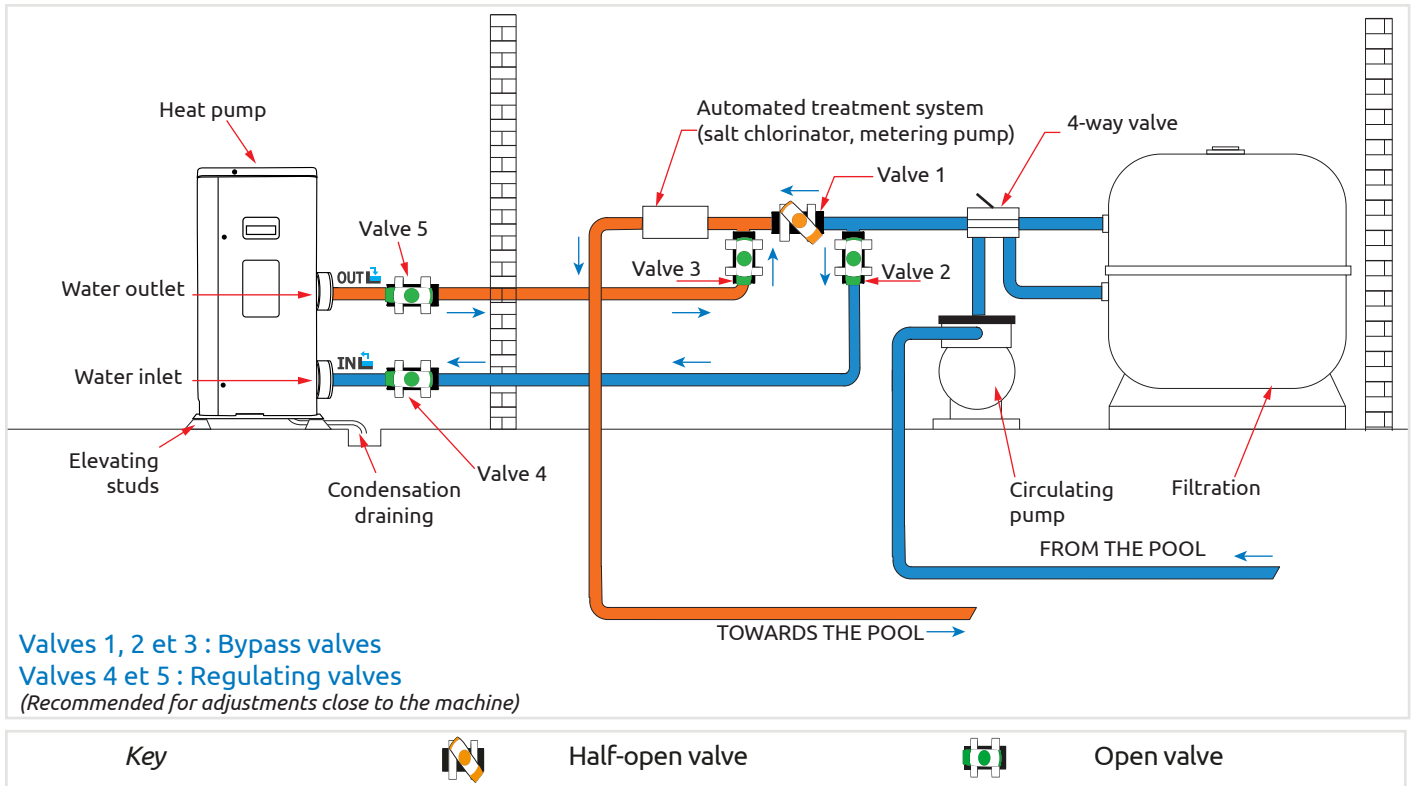 Heat pump
Automated treatment system
(salt chlorinator, metering pump)
4-way valve
Valve 1
Valve 5
Valve 3
Valve 2
OUT
Water outlet
IN
Water inlet
Valve 4
Elevating
studs
Condensation
draining
Circulating
pump
Filtration
FROM THE POOL
TOWARDS THE POOL
Valves 1, 2 et 3 : Bypass valves
Valves 4 et 5 : Regulating valves
(Recommended for adjustments close to the machine)
Key
Half-open valve
Open valve